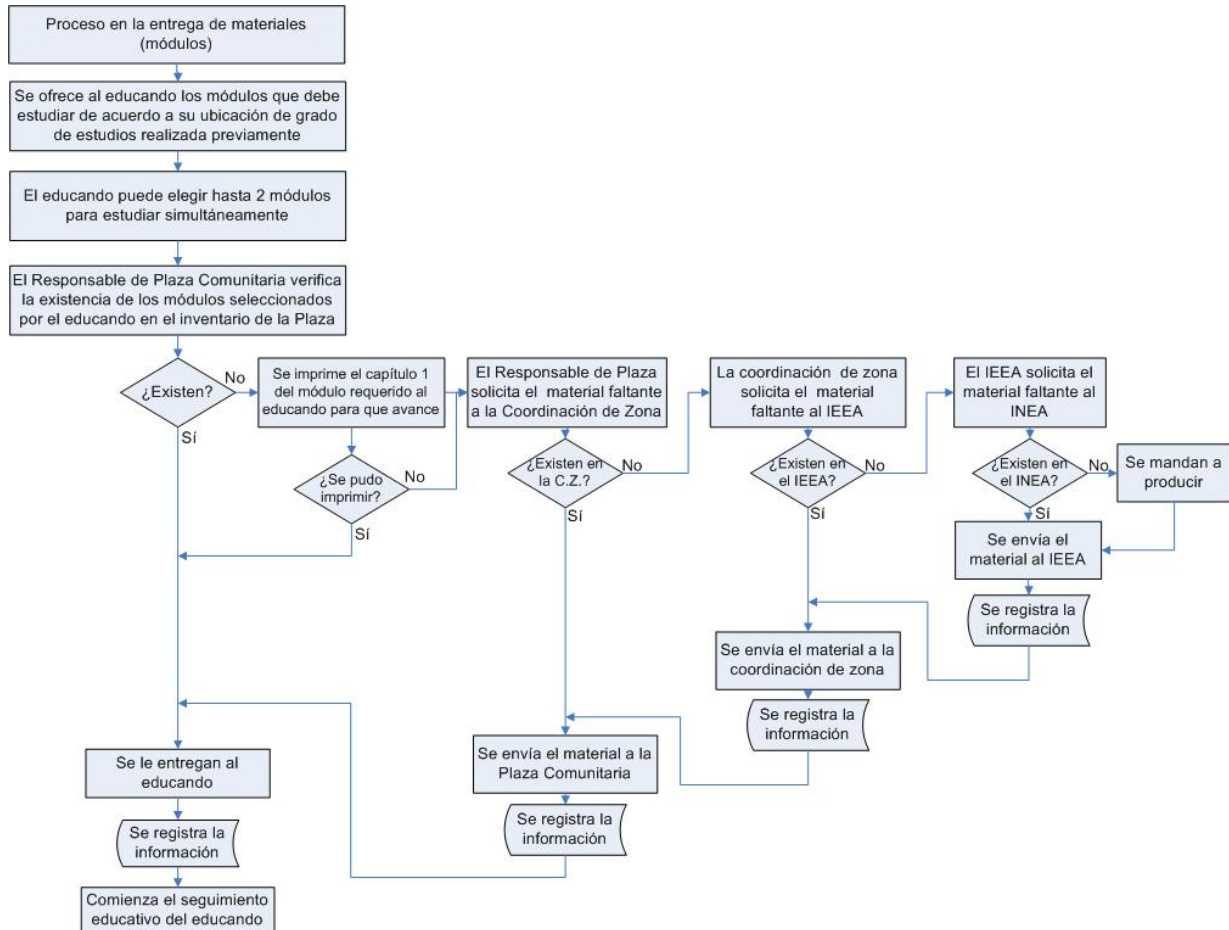 Proceso en la entrega de materiales
(módulos)
Se ofrece al educando los módulos que debe
estudiar de acuerdo a su ubicación de grado
de estudios realizada previamente
El educando puede elegir hasta 2 módulos
para estudiar simultáneamente
El Responsable de Plaza Comunitaria verifica
la existencia de los módulos seleccionados
por el educando en el inventario de la Plaza
¿Existen?
No
Sí
Se imprime el capítulo 1
del módulo requerido al
educando para que avance
¿Se pudo
imprimir?
No
Sí
El Responsable de Plaza
solicita el material faltante
a la Coordinación de Zona
¿Existen en
la C.Z.?
No
Sí
La coordinación de zona
solicita el material
faltante al IEEA
¿Existen en
el IEEA?
No
Sí
El IEEA solicita el
material faltante al
INEA
¿Existen en
el INEA?
No
Sí
Se mandan a
producir
Se envía el
material al IEEA
Se registra la
información
Se envía el material a la
coordinación de zona
Se registra la
información
Se envía el material a la
Plaza Comunitaria
Se registra la
información
Se le entregan al
educando
Se registra la
información
Comienza el seguimiento
educativo del educando